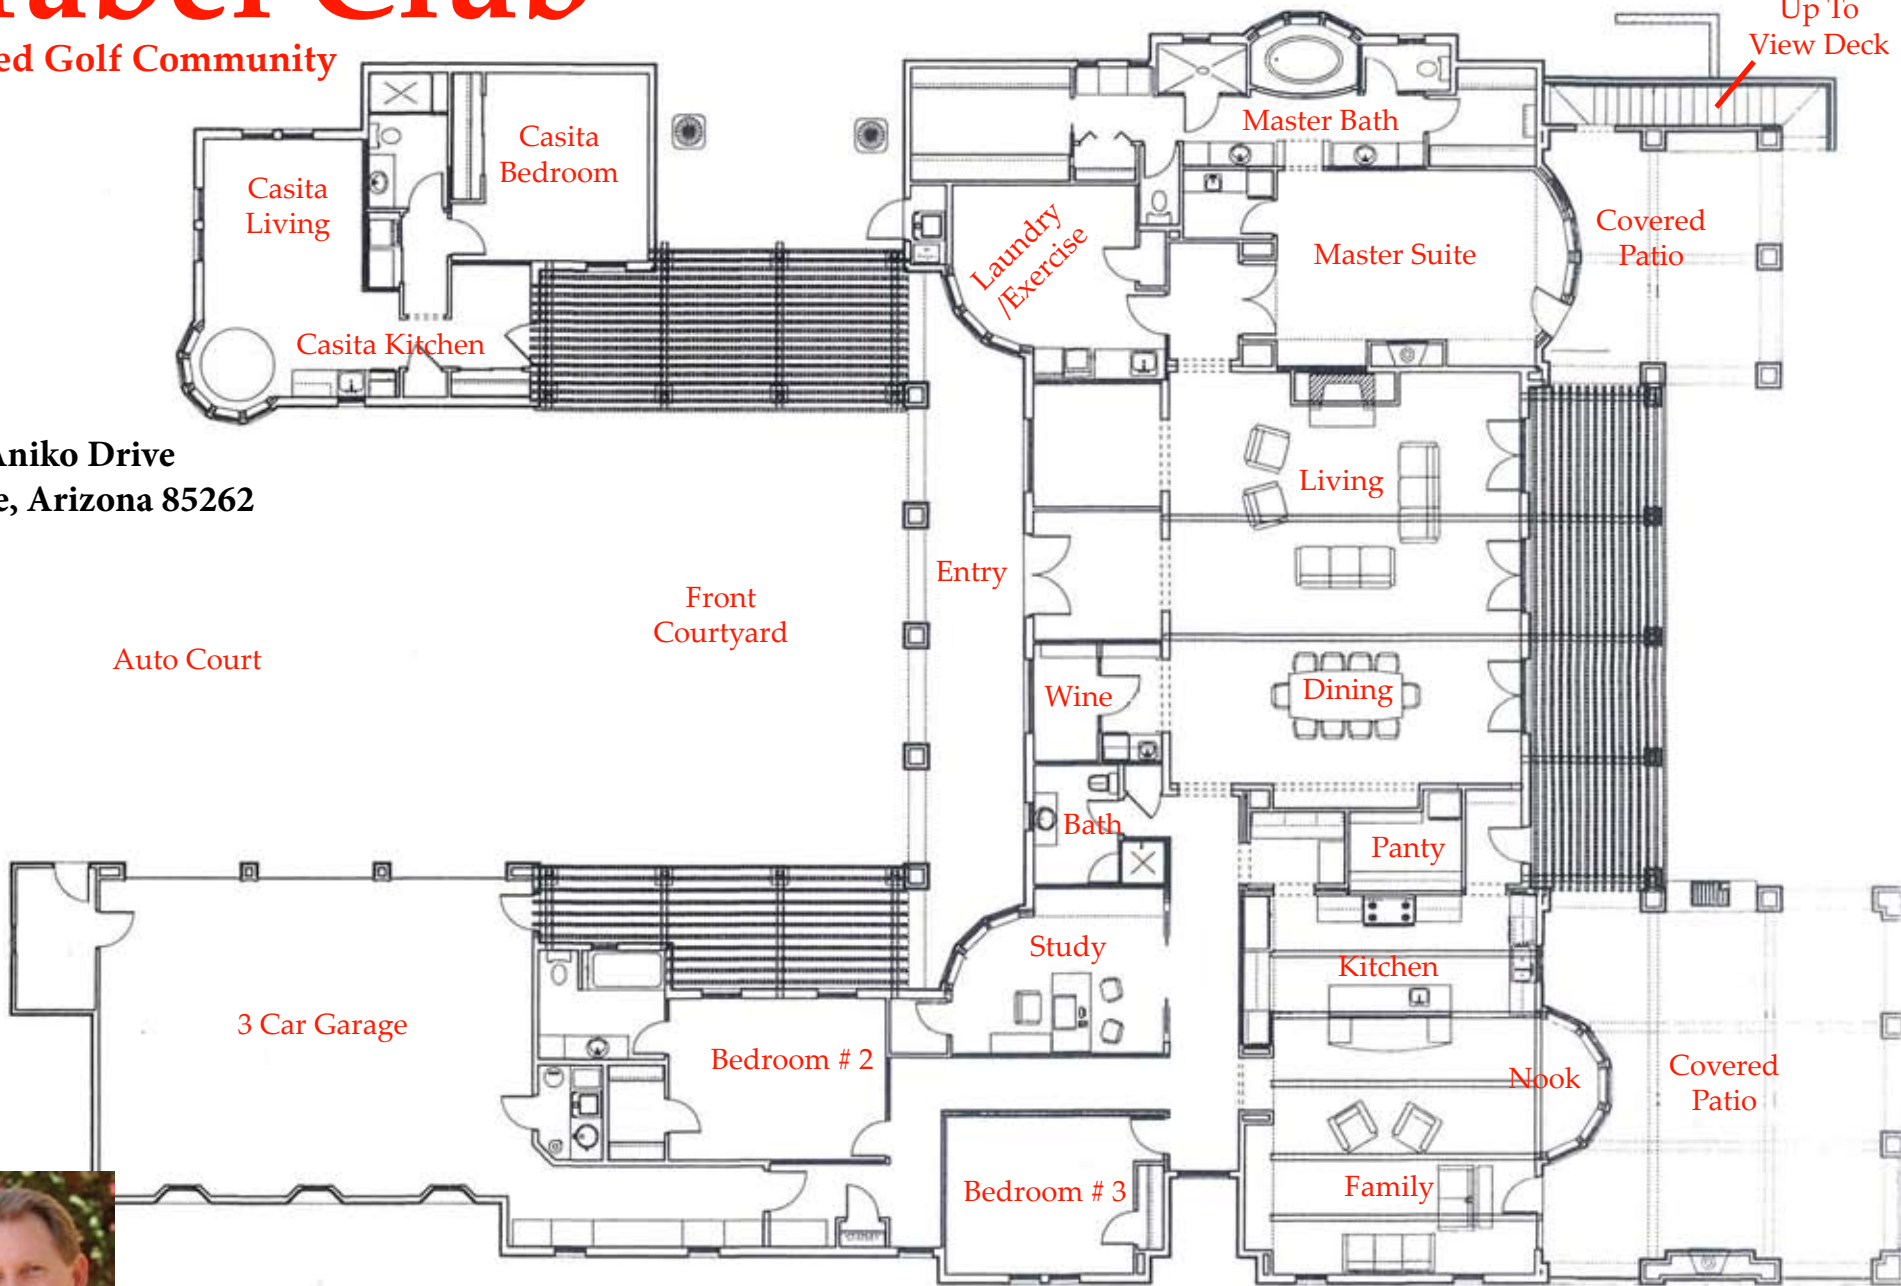 Club
Golf Community
Up To
View Deck
Casita
Bedroom
Master Bath
Casita
Living
Laundry
/Exercise
Master Suite
Covered
Patio
Casita Kitchen
Aniko Drive
Arizona 85262
Living
Entry
Front
Courtyard
Auto Court
Wine
Dining
Bath
Panty
Study
Kitchen
3 Car Garage
Bedroom # 2
Nook
Covered
Patio
Bedroom # 3
Family